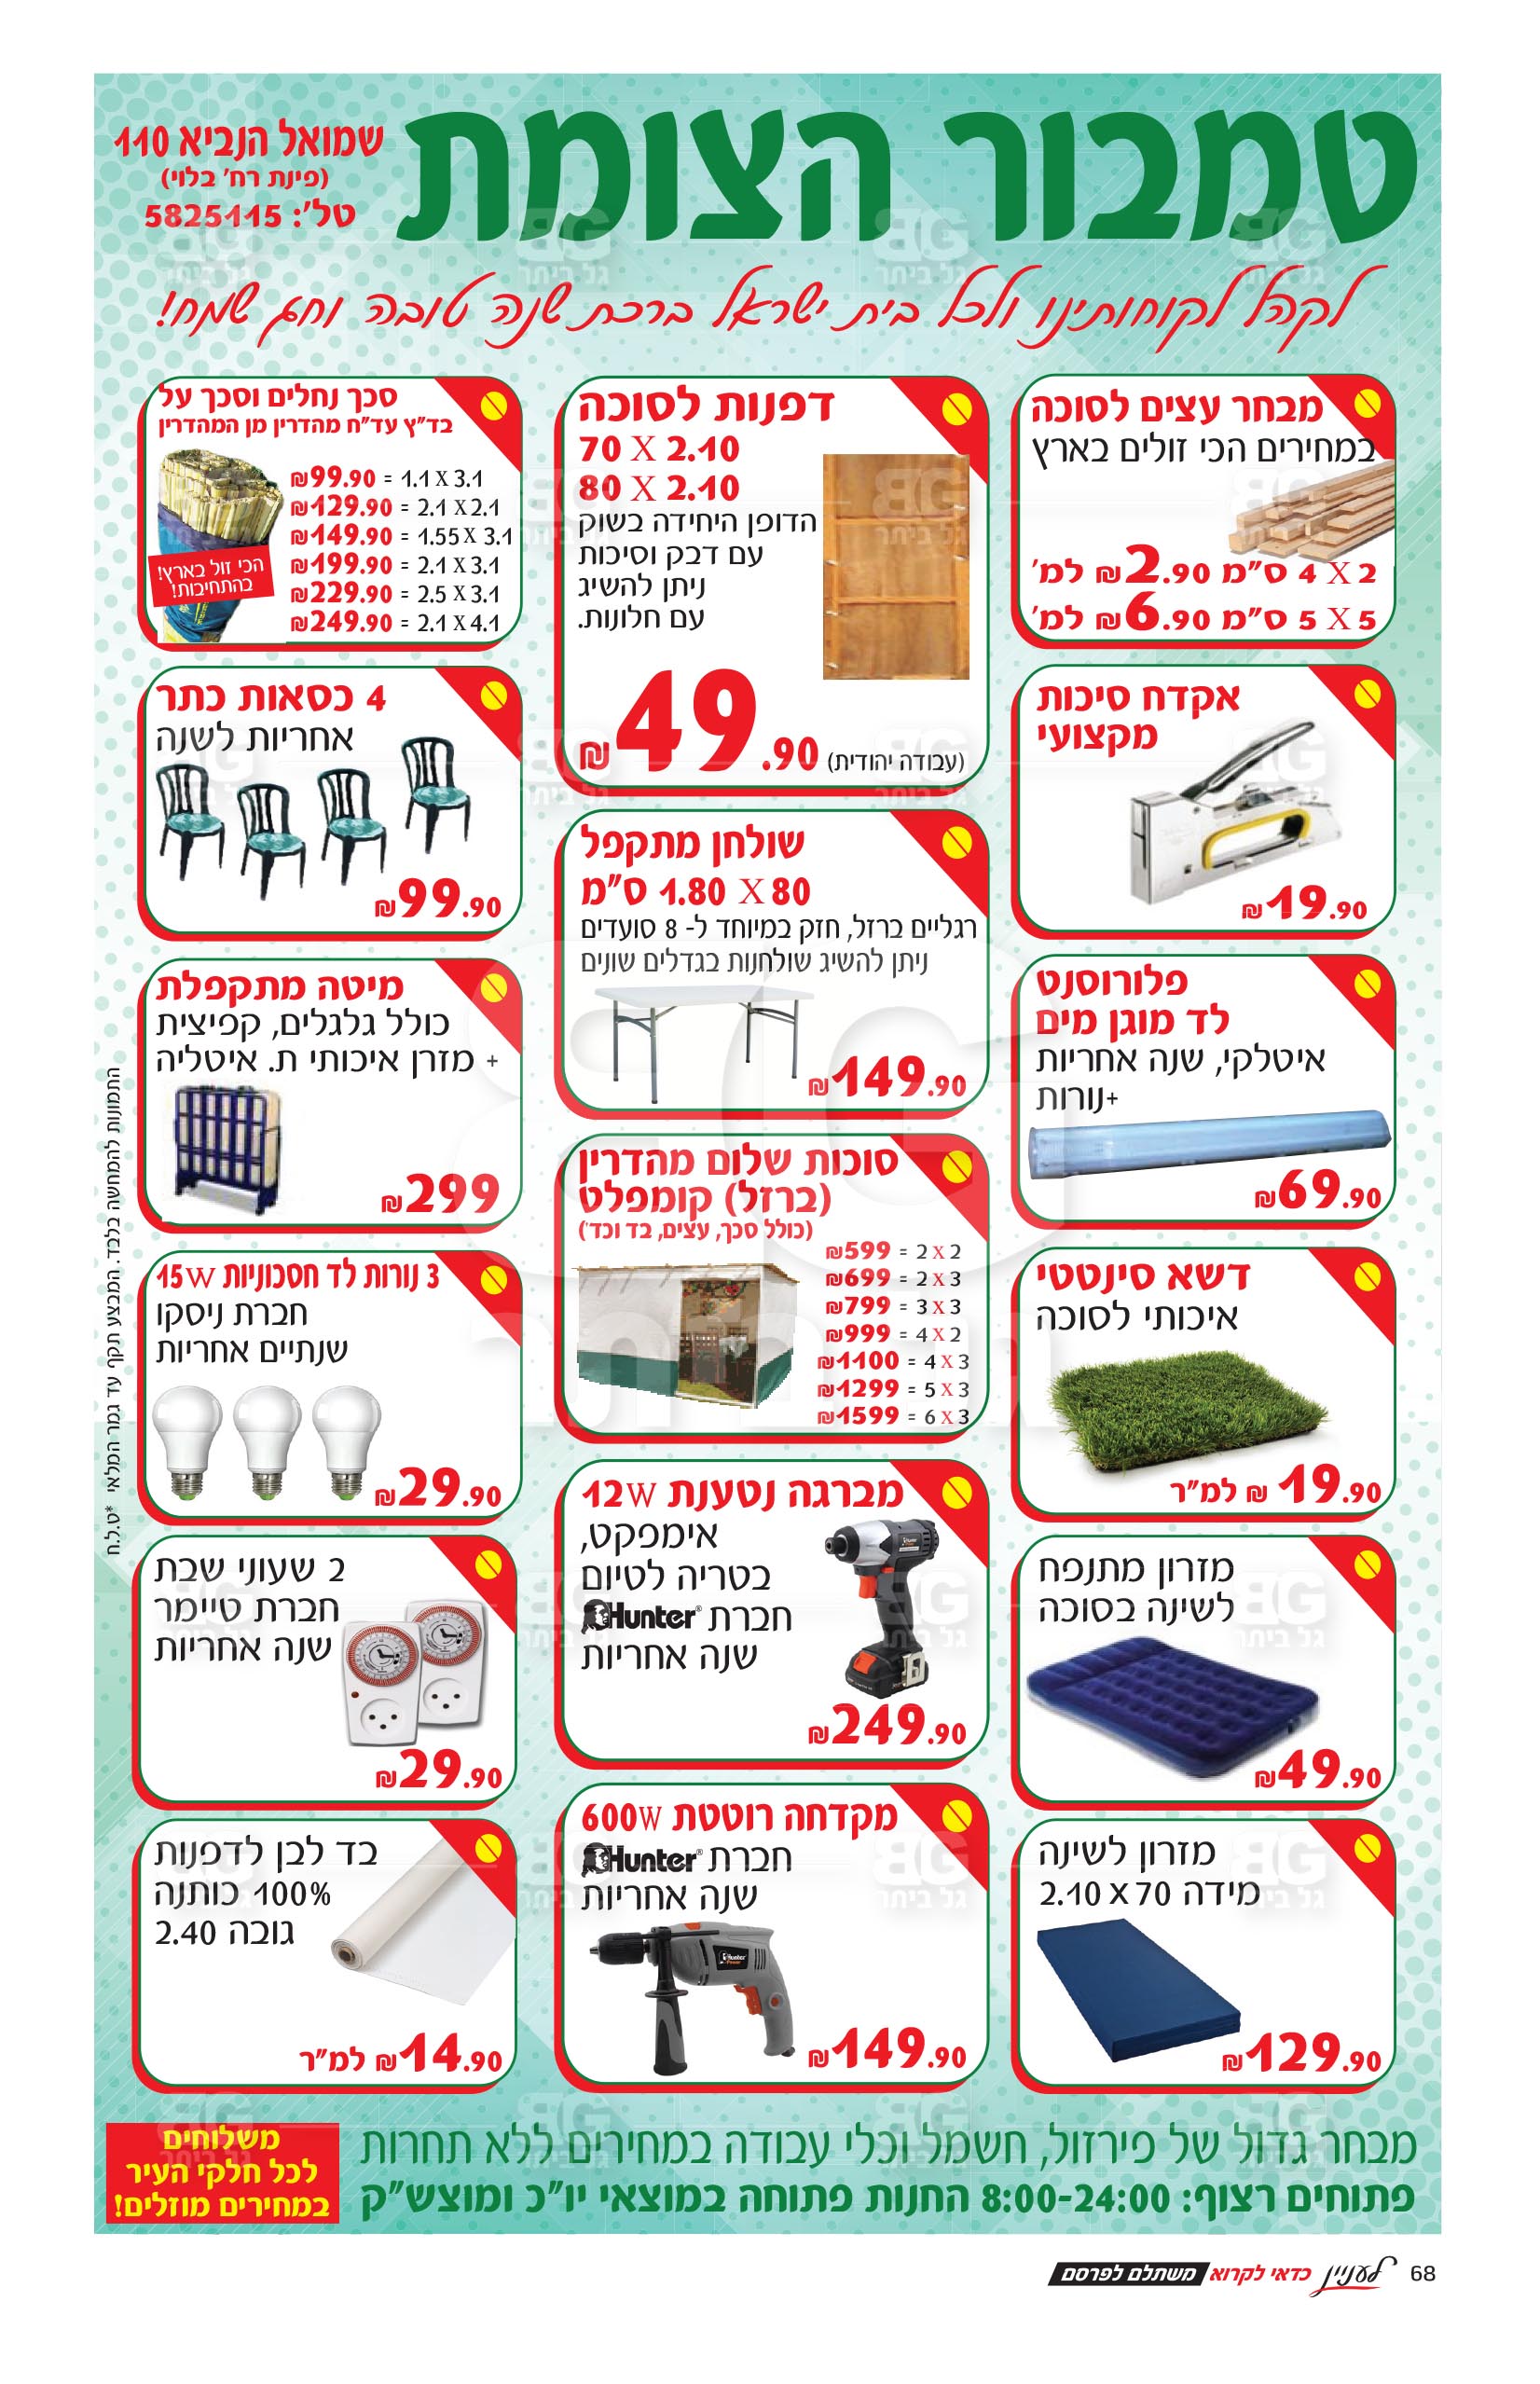 טמבור הצומת
שמואל הנביא 110
(פינת רח' בלוי)
טל': 5825115
לקהל לקוחותינו ולכל בית ישראל ברכת שנה טובה וחג שמח!
מבחר עצים לסוכה
במחירים הכי זולים בארץ
2 X 4 ס"מ 2.90 ₪ למ'
5 X 5 ס"מ 6.90 ₪ למ'
דפנות לסוכה
70 X 2.10
80 X 2.10
הדופן היחידה בשוק
עם דבק וסיכות
ניתן להשיג
עם חלונות.
₪49.90 (עבודה יהודית)
סכך נחלים וסכך על
בד"ץ עד"ח מהדרין מן המהדרין
₪99.90 = 1.1 X 3.1
₪129.90 = 2.1 X 2.1
₪149.90 = 1.55 X 3.1
₪199.90 = 2.1 X 3.1
₪229.90 = 2.5 X 3.1
₪249.90 = 2.1 X 4.1
הכי זול בארץ!
בהתחיכות!
אקדח סיכות
מקצועי
₪19.90
4 כסאות כתר
אחריות לשנה
₪99.90
שולחן מתקפל
80 X 1.80 ס"מ
רגליים ברזל, חזק במיוחד ל- 8 סועדים
ניתן להשיג שולחנות בגדלים שונים
₪149.90
פלורוסנט
לד מוגן מים
איטלקי, שנה אחריות
+נורות
₪69.90
מיטה מתקפלת
כולל גלגלים, קפיצית
+ מזרן איכותי ת. איטליה
₪299
סוכות שלום מהדרין
(ברזל) קומפלט
(כולל סכך, עצים, בד וכד')
₪599 = 2 X 2
₪699 = 2 X 3
₪799 = 3 X 3
₪999 = 4 X 2
₪1100 = 4 X 3
₪1299 = 5 X 3
₪1599 = 6 X 3
דשא סינטטי
איכותי לסוכה
19.90 ₪ למ"ר
3 נורות לד חסכוניות 15W
חברת ניסקו
שנתיים אחריות
₪29.90
מברגה נטענת 12W
אימפקט,
בטריה לטיום
חברת Hunter®
שנה אחריות
₪249.90
מזרון מתנפח
לשינה בסוכה
₪49.90
2 שעוני שבת
חברת טיימר
שנה אחריות
₪29.90
מקדחה רוטטת 600W
חברת Hunter®
שנה אחריות
Hunter
Power
₪149.90
מזרון לשינה
מידה 70 X 2.10
₪129.90
בד לבן לדפנות
100% כותנה
גובה 2.40
14.90 ₪ למ"ר
התמונות להמחשה בלבד. המבצע תקף עד גמר המלאי *ט.ל.ח
מבחר גדול של פירזול, חשמל וכלי עבודה במחירים ללא תחרות
פתוחים רצוף: 8:00-24:00 החנות פתוחה במוצאי יו"כ ומוצש"ק
משלוחים
לכל חלקי העיר
במחירים מוזלים!
68 לעניין כדאי לקרוא משתלם לפרסם
BG
גל ביתר